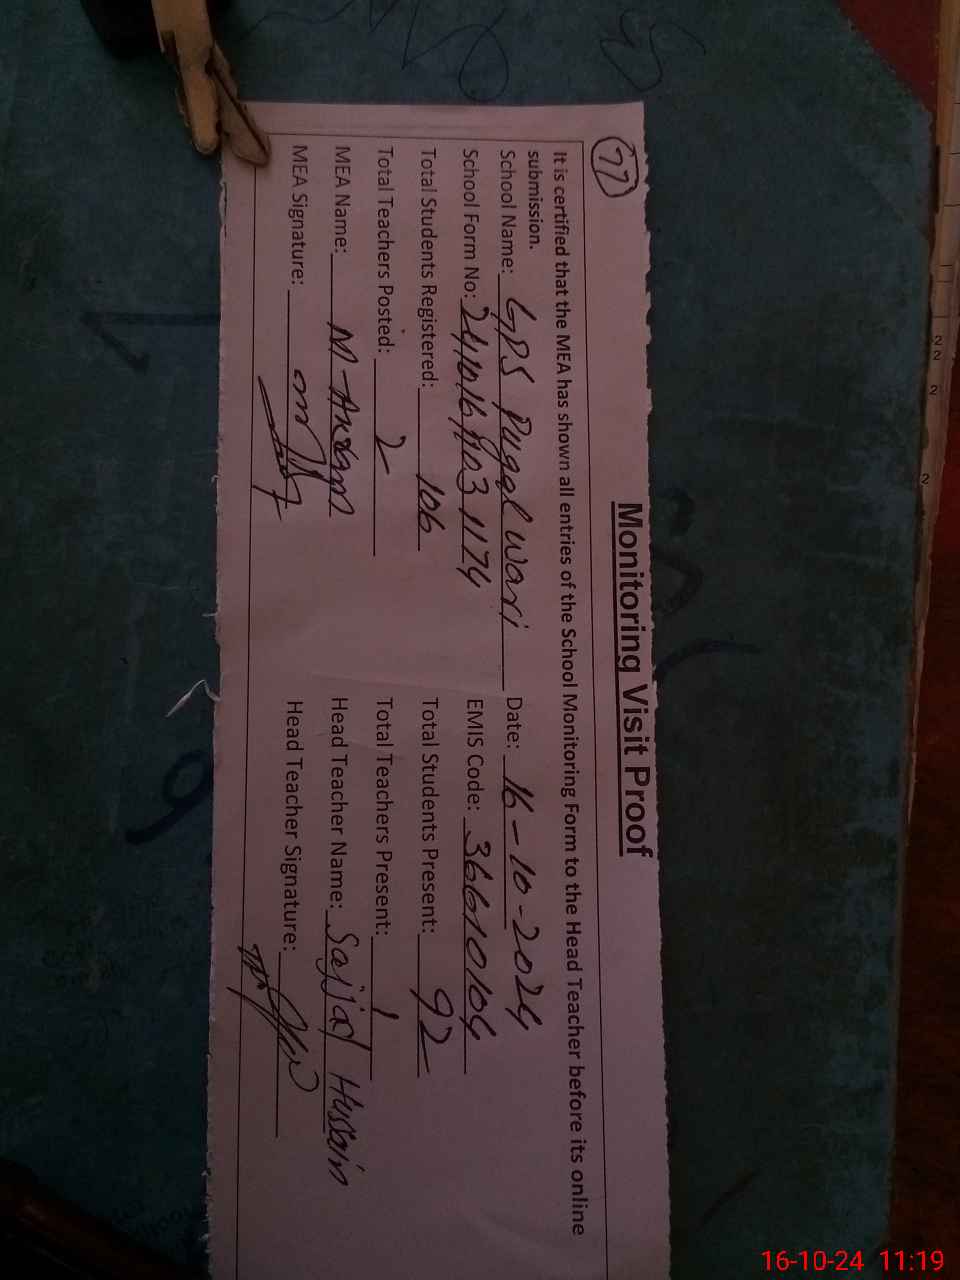 Monitoring Visit Proof
77
It is certified that the MEA has shown all entries of the School Monitoring Form to the Head Teacher before its online
submission.
School Name: GPS Puggal wari Date: 16-10-2024
School Form No: EMIS Code: 36610104
Total Students Registered: 106 Total Students Present: 92
Total Teachers Posted: 2 Total Teachers Present: 1
MEA Name: M Head Teacher Name: Sajjad Hussain
MEA Signature: Head Teacher Signature:
16-10-24 11:19